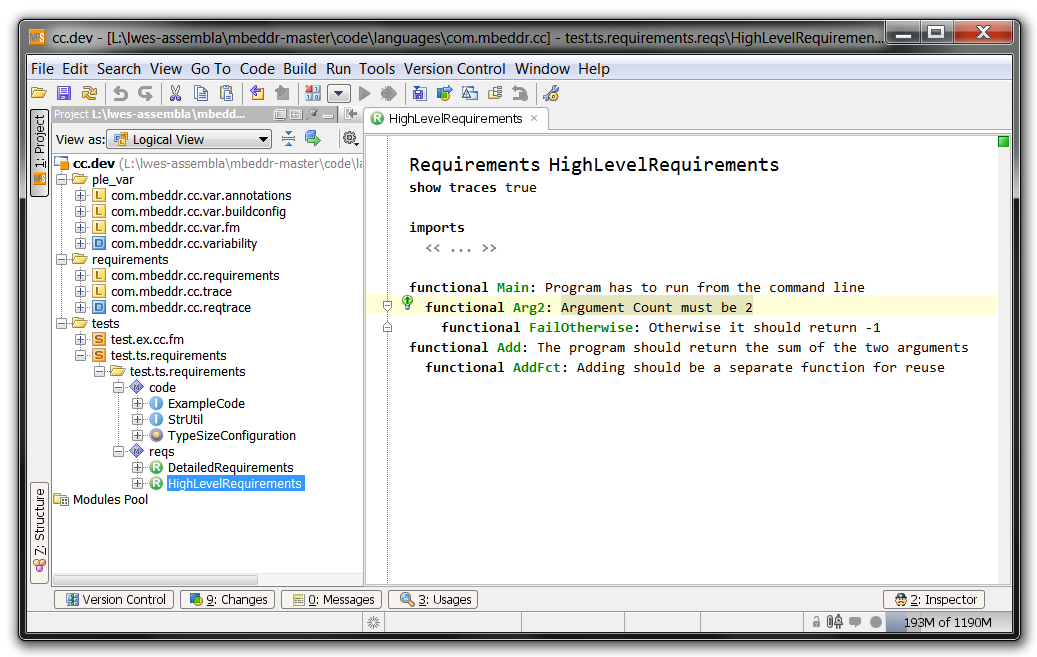 cc.dev - [L:\lwes-assembla\mbeddr-master\code\languages\com.mbeddr.cc] - test.ts.requirements.reqs\HighLevelRequiremen...
File Edit Search View Go To Code Build Run Tools Version Control Window Help
1: Project
Project L:\lwes-assembla\mbedd...
View as: Logical View
cc.dev (L:\lwes-assembla\mbeddr-master\code\la
ple_var
L com.mbeddr.cc.var.annotations
L com.mbeddr.cc.var.buildconfig
L com.mbeddr.cc.var.fm
D com.mbeddr.cc.variability
requirements
L com.mbeddr.cc.requirements
L com.mbeddr.cc.trace
D com.mbeddr.cc.reqtrace
tests
S test.ex.cc.fm
S test.ts.requirements
test.ts.requirements
M code
I ExampleCode
I StrUtil
TypeSizeConfiguration
M reqs
R DetailedRequirements
R HighLevelRequirements
Modules Pool
Z: Structure
R HighLevelRequirements ×
Requirements HighLevelRequirements
show traces true
imports
<< ... >>
functional Main: Program has to run from the command line
functional Arg2: Argument Count must be 2
functional FailOtherwise: Otherwise it should return -1
functional Add: The program should return the sum of the two arguments
functional AddFct: Adding should be a separate function for reuse
Version Control 9: Changes 0: Messages 3: Usages 2: Inspector
193M of 1190M